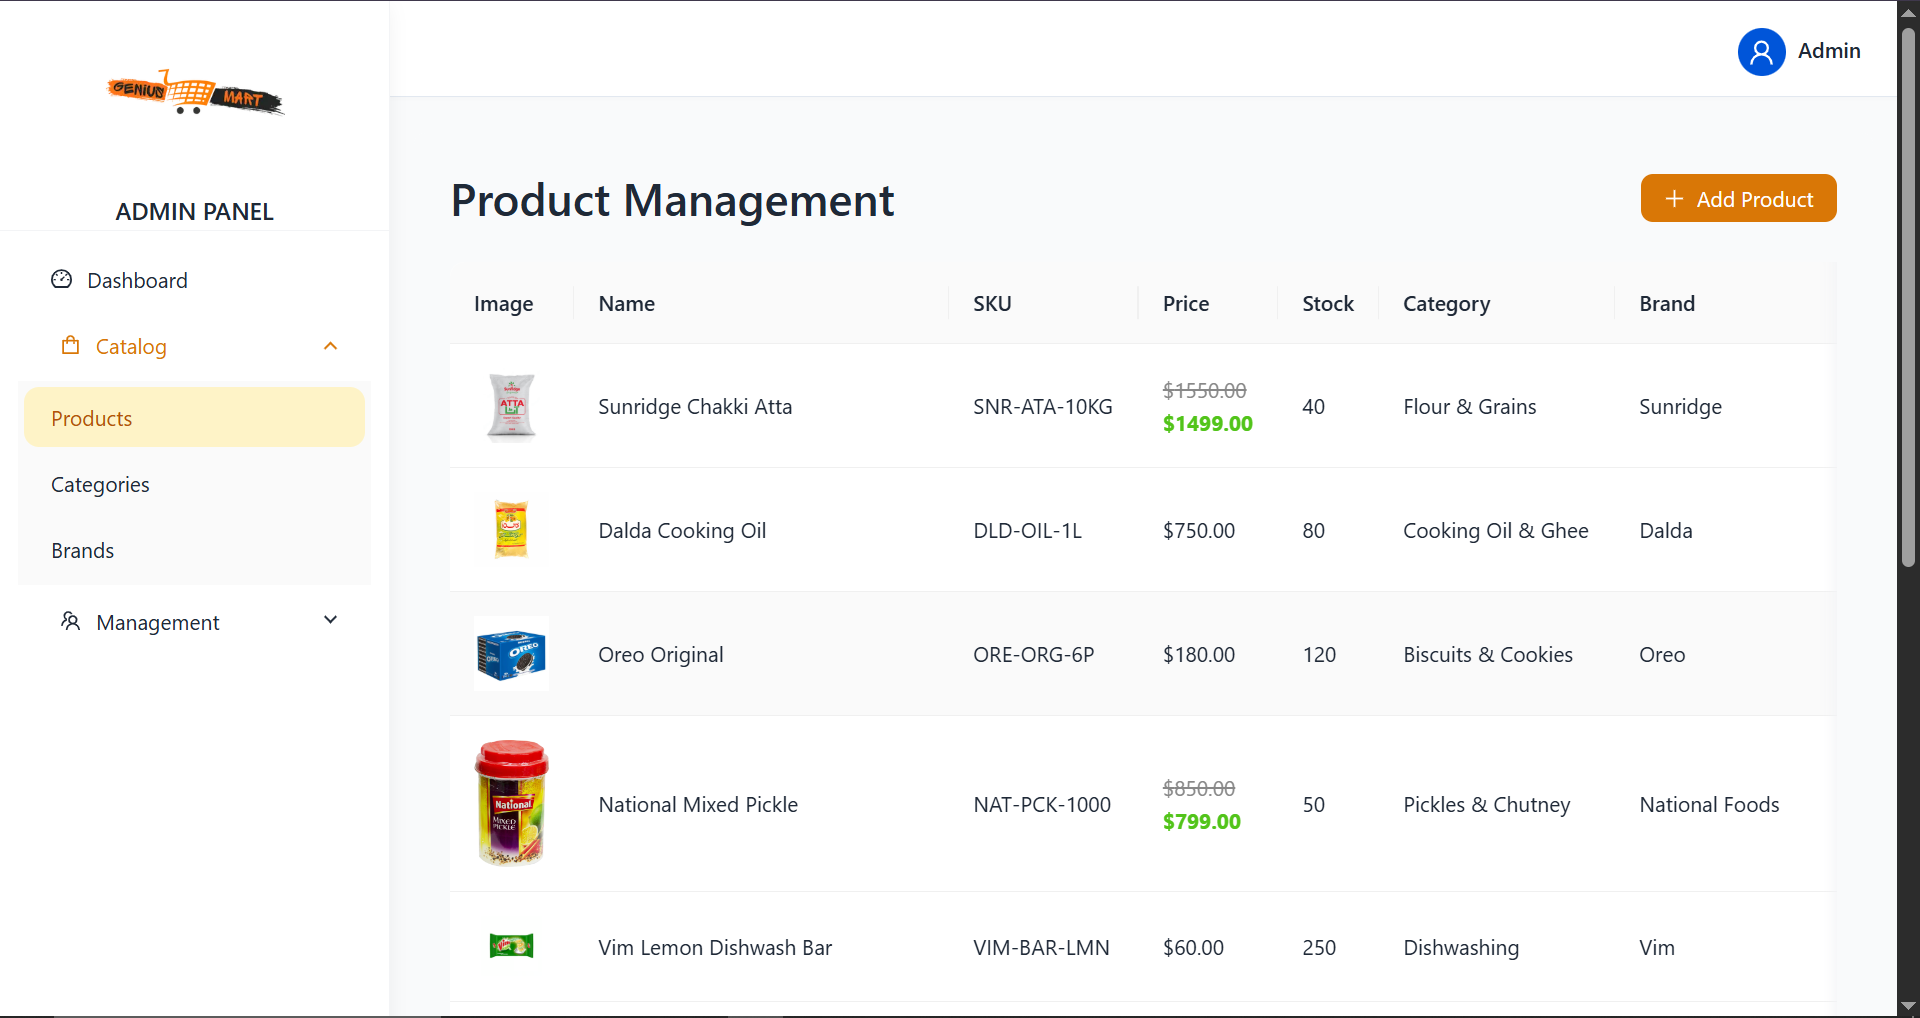 GENIUS MART
Admin
ADMIN PANEL
Dashboard
Catalog
Products
Categories
Brands
Management
Product Management
+ Add Product
Image Name SKU Price Stock Category Brand
ATTA
Sunridge Chakki Atta SNR-ATA-10KG $1550.00 $1499.00 40 Flour & Grains Sunridge
Dalda Cooking Oil DLD-OIL-1L $750.00 80 Cooking Oil & Ghee Dalda
OREO
Oreo Original ORE-ORG-6P $180.00 120 Biscuits & Cookies Oreo
National
MIXED
PICKLE
National Mixed Pickle NAT-PCK-1000 $850.00 $799.00 50 Pickles & Chutney National Foods
Vim
Vim Lemon Dishwash Bar VIM-BAR-LMN $60.00 250 Dishwashing Vim